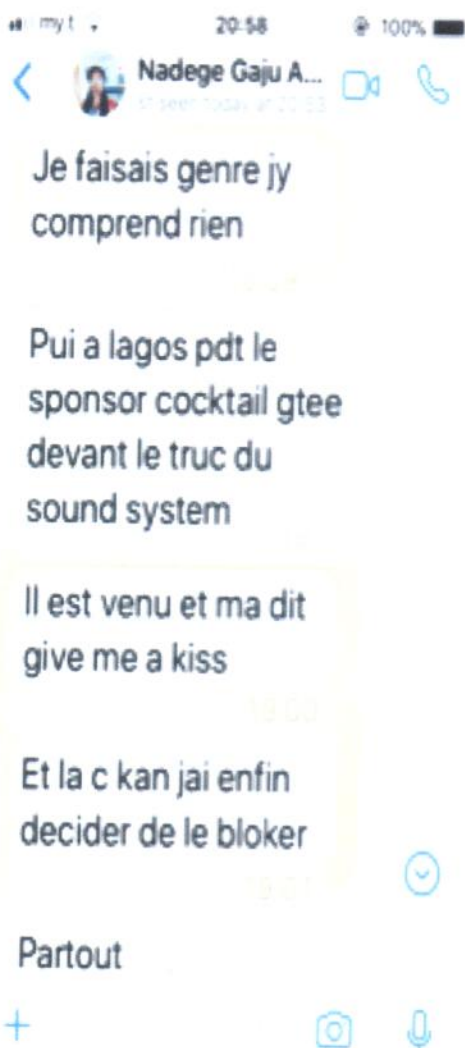 my.t
20:58
100%
Nadege Gaju A...
Je faisais genre jy
comprend rien
Pui a lagos pdt le
sponsor cocktail gtee
devant le truc du
sound system
Il est venu et ma dit
give me a kiss
Et la c kan jai enfin
decider de le bloker
Partout